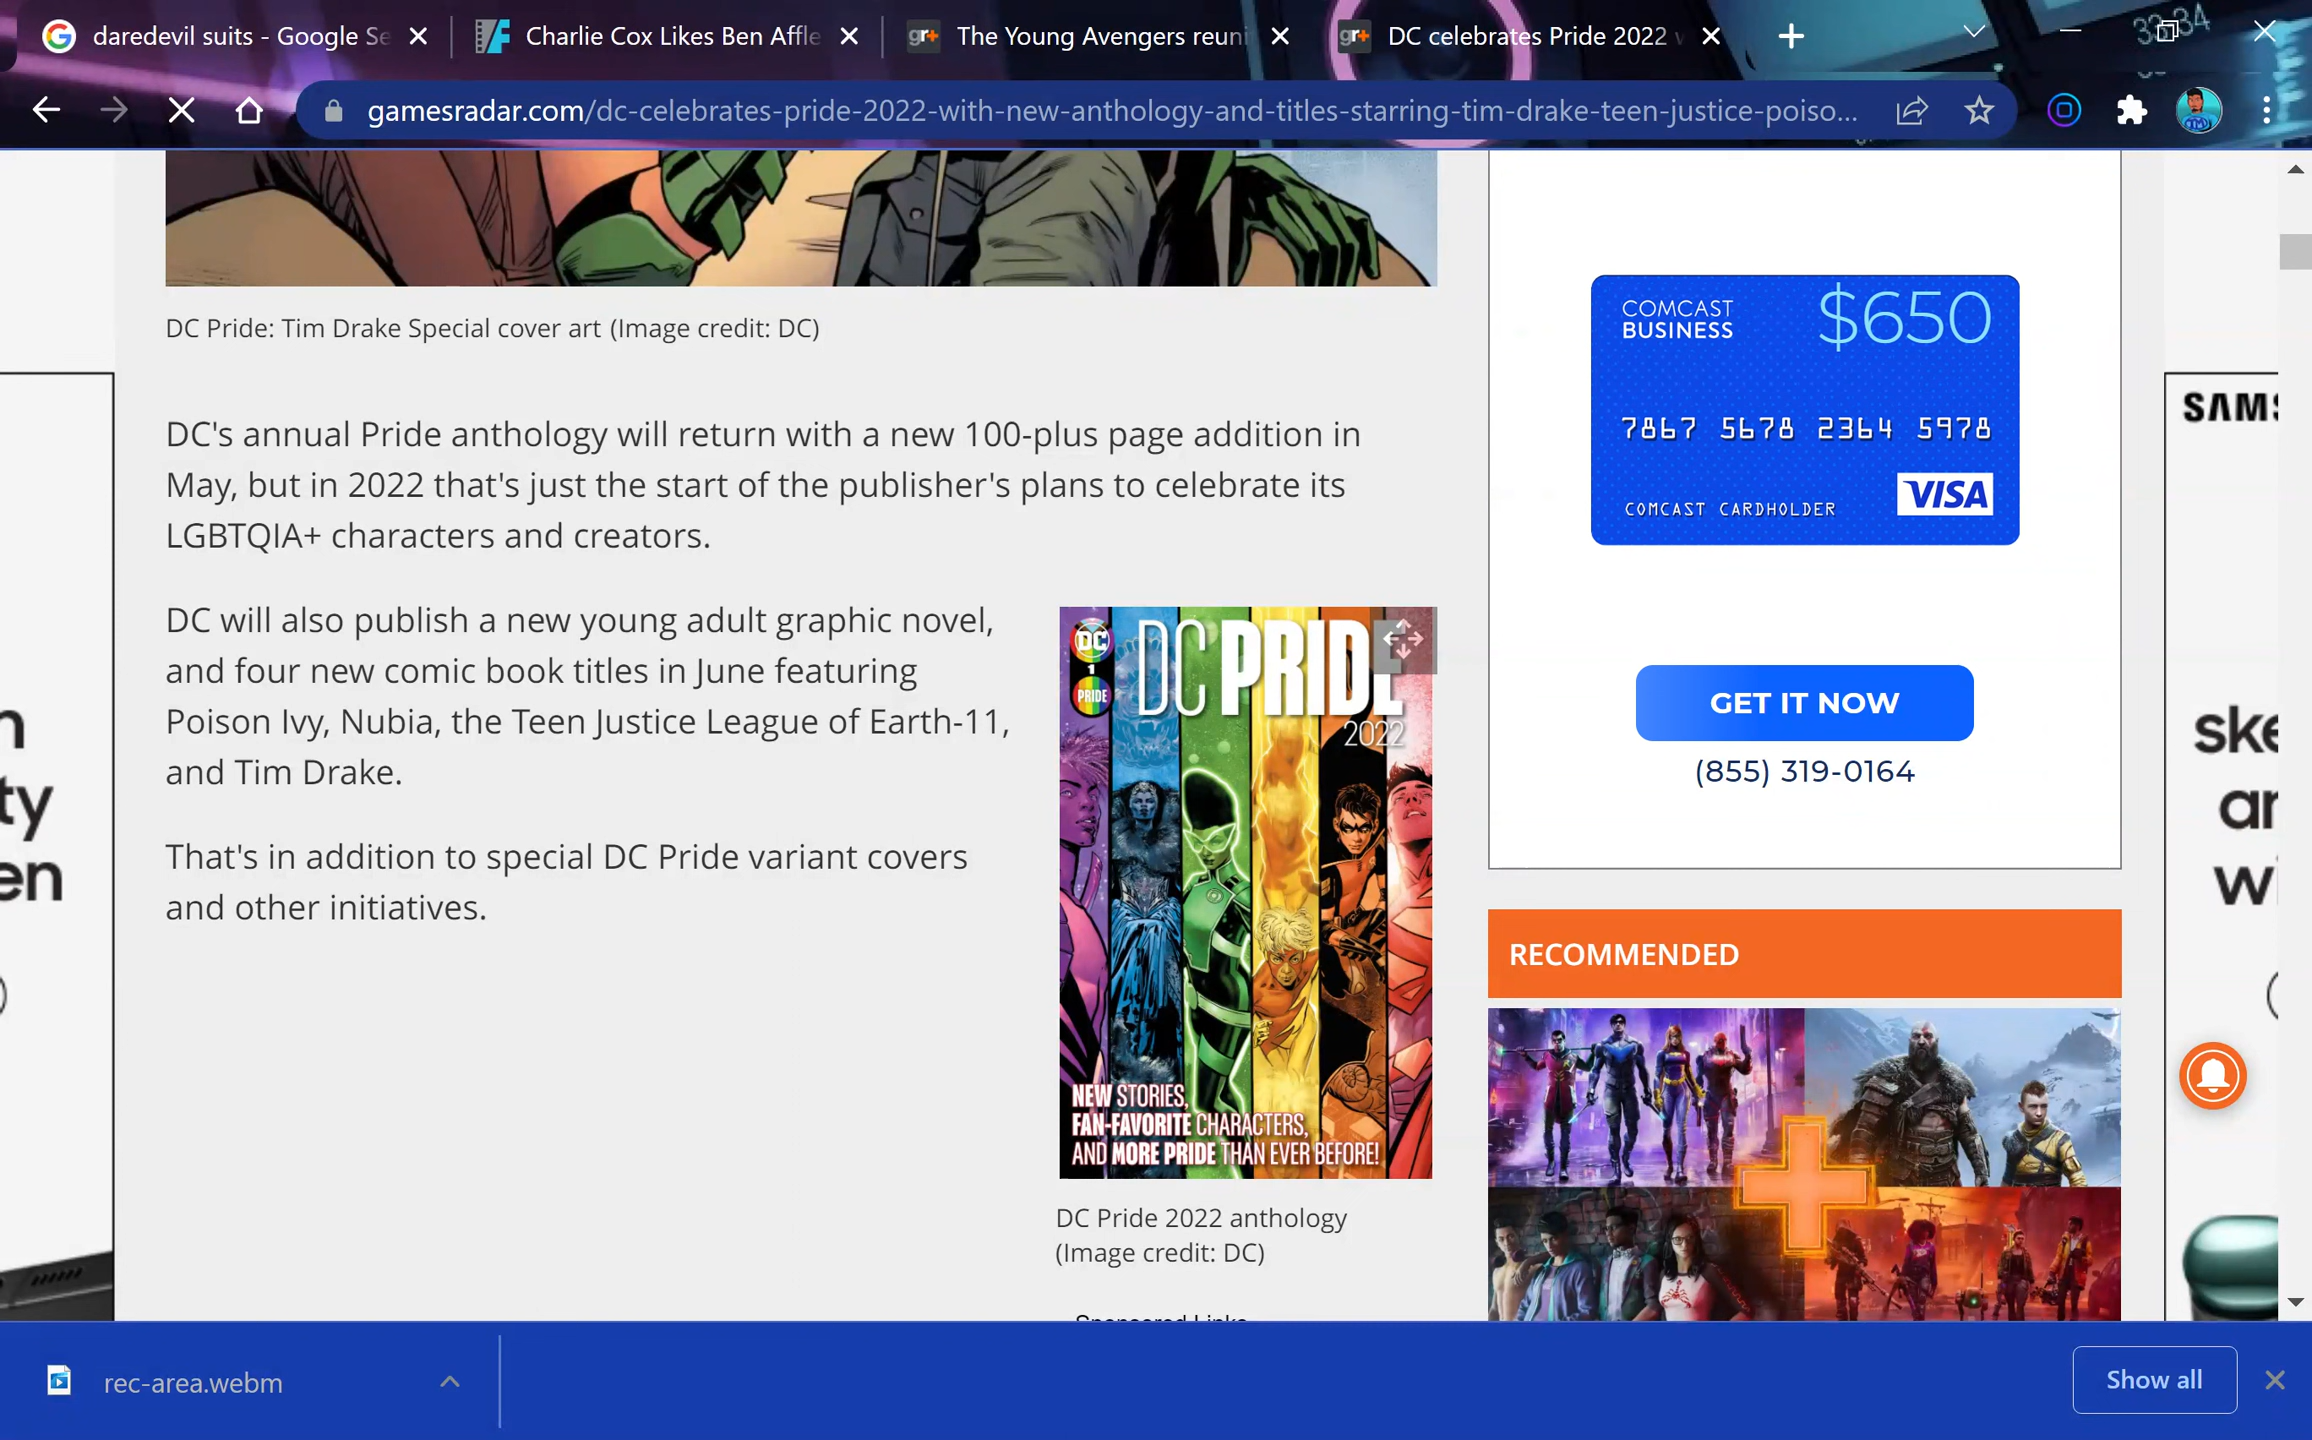 daredevil suits - Google Se
Charlie Cox Likes Ben Affle
gr+ The Young Avengers reuni
gr+ DC celebrates Pride 2022 w
gamesradar.com/dc-celebrates-pride-2022-with-new-anthology-and-titles-starring-tim-drake-teen-justice-poiso...
DC Pride: Tim Drake Special cover art (Image credit: DC)
DC's annual Pride anthology will return with a new 100-plus page addition in
May, but in 2022 that's just the start of the publisher's plans to celebrate its
LGBTQIA+ characters and creators.
DC will also publish a new young adult graphic novel,
and four new comic book titles in June featuring
Poison Ivy, Nubia, the Teen Justice League of Earth-11,
and Tim Drake.
That's in addition to special DC Pride variant covers
and other initiatives.
DC
1
PRIDE
DC PRIDE
2022
NEW STORIES,
FAN-FAVORITE CHARACTERS,
AND MORE PRIDE THAN EVER BEFORE!
DC Pride 2022 anthology
(Image credit: DC)
Sponsored Links
COMCAST
BUSINESS
$650
7867 5678 2364 5978
COMCAST CARDHOLDER
VISA
GET IT NOW
(855) 319-0164
RECOMMENDED
n
ty
en
SAMS
ske
an
wi
rec-area.webm
Show all